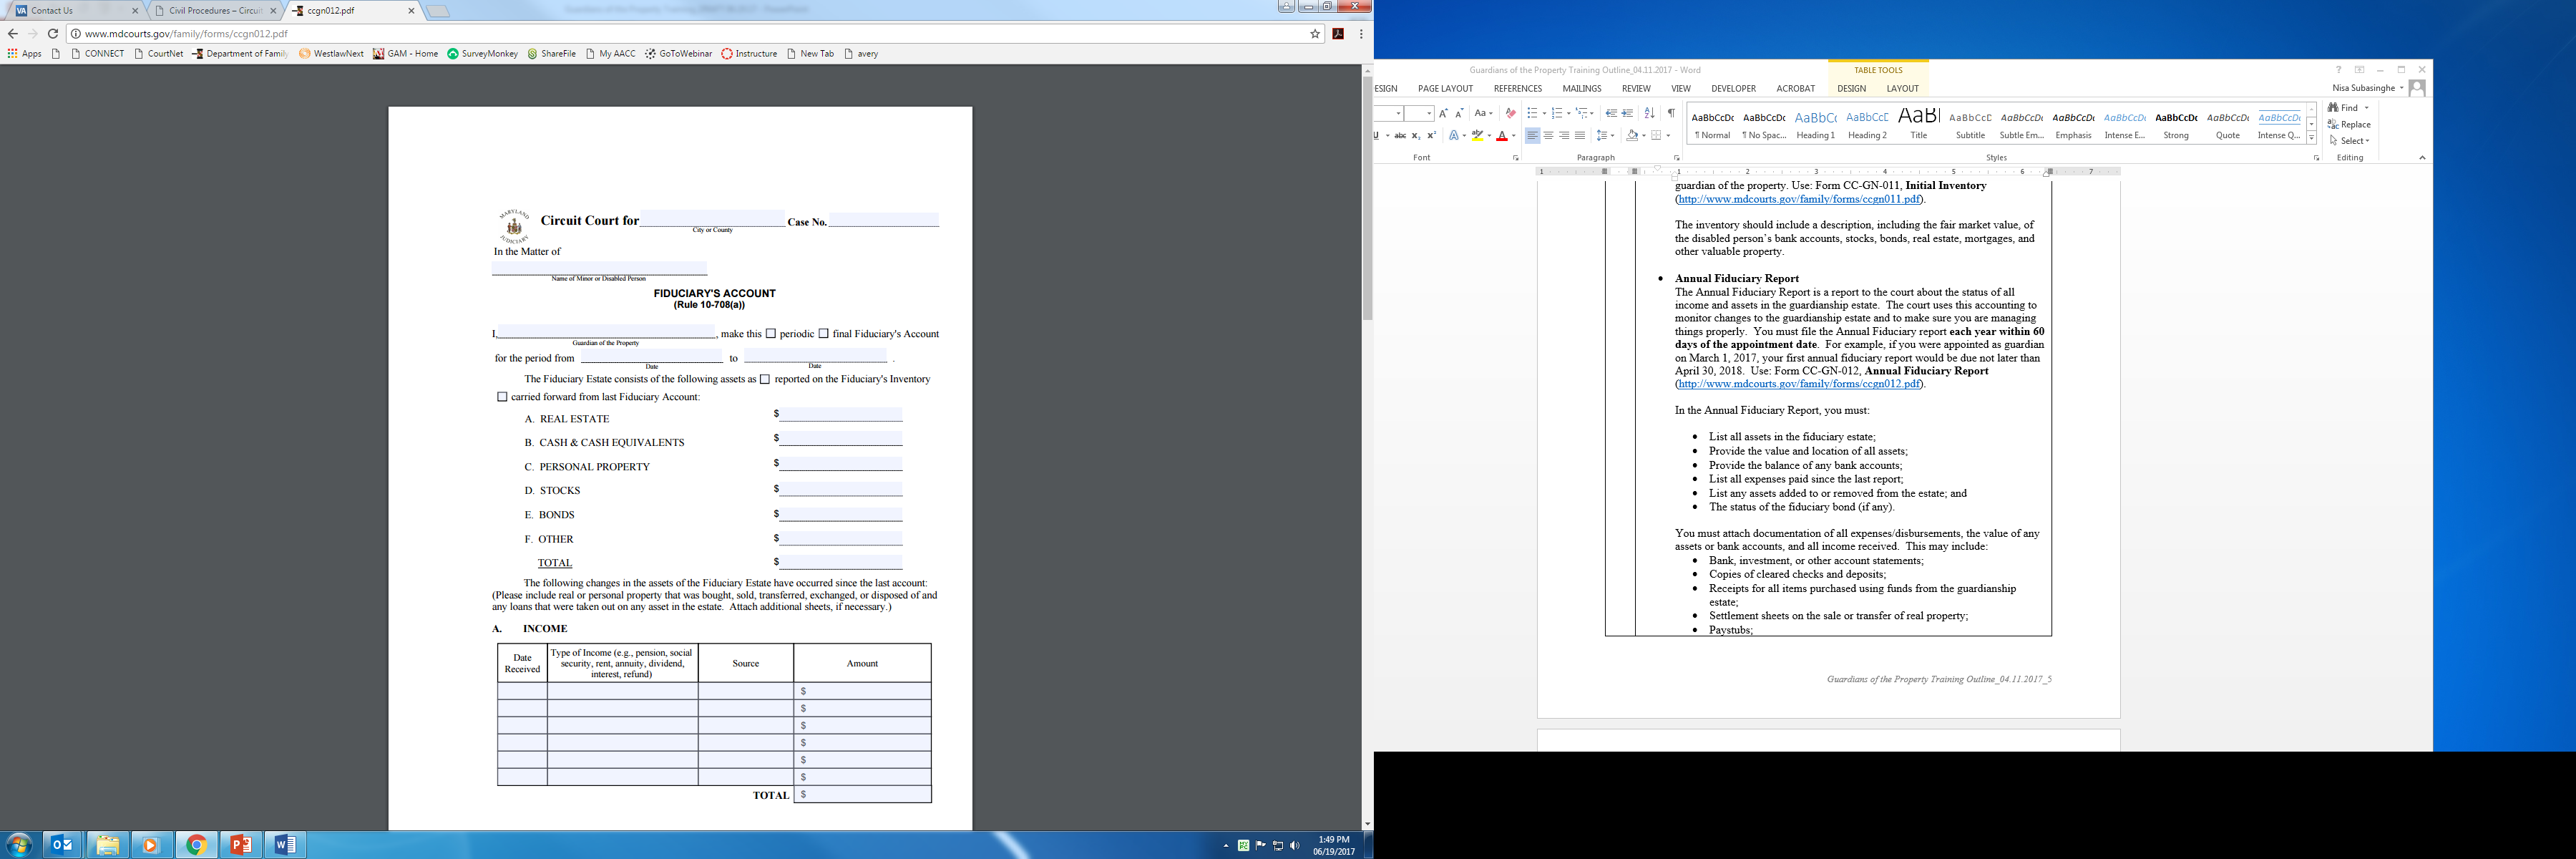 Contact Us
Civil Procedures – Circuit
ccgn012.pdf
www.mdcourts.gov/family/forms/ccgn012.pdf
Apps CONNECT CourtNet Department of Family WestlawNext GAM - Home SurveyMonkey ShareFile My AACC GoToWebinar Instructure New Tab avery
MARYLAND
JUDICIARY
Circuit Court for Case No.
City or County
In the Matter of
Name of Minor or Disabled Person
FIDUCIARY'S ACCOUNT
(Rule 10-708(a))
I, , make this periodic final Fiduciary's Account
Guardian of the Property
for the period from to .
Date Date
The Fiduciary Estate consists of the following assets as reported on the Fiduciary's Inventory
carried forward from last Fiduciary Account:
A. REAL ESTATE $
B. CASH & CASH EQUIVALENTS $
C. PERSONAL PROPERTY $
D. STOCKS $
E. BONDS $
F. OTHER $
TOTAL $
The following changes in the assets of the Fiduciary Estate have occurred since the last account:
(Please include real or personal property that was bought, sold, transferred, exchanged, or disposed of and
any loans that were taken out on any asset in the estate. Attach additional sheets, if necessary.)
A. INCOME
Date
Received
Type of Income (e.g., pension, social
security, rent, annuity, dividend,
interest, refund)
Source
Amount
$
$
$
$
$
$
TOTAL $
1:49 PM
06/19/2017
Guardians of the Property Training Outline_04.11.2017 - Word
TABLE TOOLS
ESIGN PAGE LAYOUT REFERENCES MAILINGS REVIEW VIEW DEVELOPER ACROBAT DESIGN LAYOUT
Nisa Subasinghe
AaBbCcDc AaBbCcDc AaBbCc AaBbCcD AaBl AaBbCcD AaBbCcDc AaBbCcDc AaBbCcDc AaBbCcDc AaBbCcDc AaBbCcDc
¶ Normal ¶ No Spac... Heading 1 Heading 2 Title Subtitle Subtle Em... Emphasis Intense E... Strong Quote Intense Q...
Find
Replace
Select
Font Paragraph Styles Editing
1 1 2 3 4 5 6 7
guardian of the property. Use: Form CC-GN-011, Initial Inventory
(http://www.mdcourts.gov/family/forms/ccgn011.pdf).
The inventory should include a description, including the fair market value, of
the disabled person's bank accounts, stocks, bonds, real estate, mortgages, and
other valuable property.
• Annual Fiduciary Report
The Annual Fiduciary Report is a report to the court about the status of all
income and assets in the guardianship estate. The court uses this accounting to
monitor changes to the guardianship estate and to make sure you are managing
things properly. You must file the Annual Fiduciary report each year within 60
days of the appointment date. For example, if you were appointed as guardian
on March 1, 2017, your first annual fiduciary report would be due not later than
April 30, 2018. Use: Form CC-GN-012, Annual Fiduciary Report
(http://www.mdcourts.gov/family/forms/ccgn012.pdf).
In the Annual Fiduciary Report, you must:
• List all assets in the fiduciary estate;
• Provide the value and location of all assets;
• Provide the balance of any bank accounts;
• List all expenses paid since the last report;
• List any assets added to or removed from the estate; and
• The status of the fiduciary bond (if any).
You must attach documentation of all expenses/disbursements, the value of any
assets or bank accounts, and all income received. This may include:
• Bank, investment, or other account statements;
• Copies of cleared checks and deposits;
• Receipts for all items purchased using funds from the guardianship
estate;
• Settlement sheets on the sale or transfer of real property;
• Paystubs;
Guardians of the Property Training Outline_04.11.2017_5